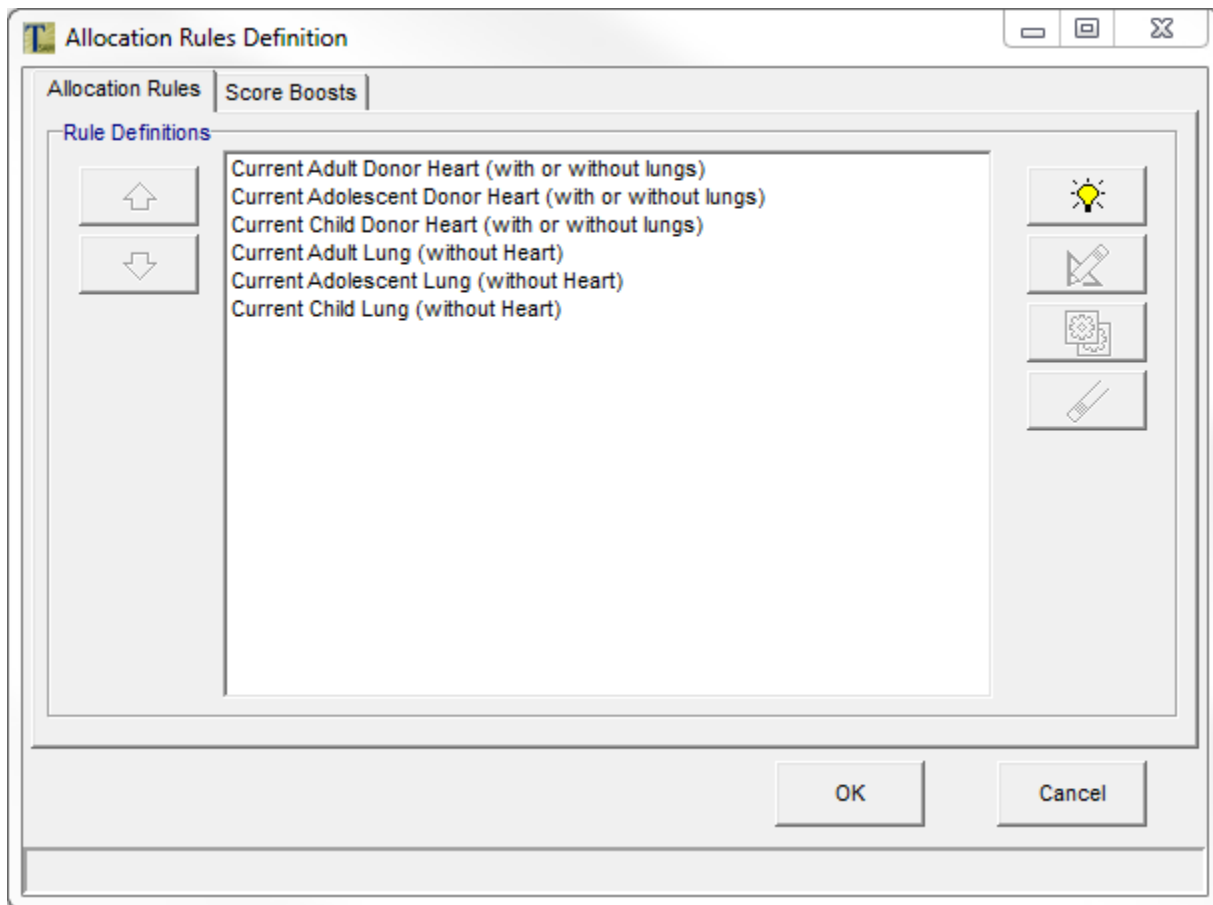 Allocation Rules Definition
Allocation Rules
Score Boosts
Rule Definitions
Current Adult Donor Heart (with or without lungs)
Current Adolescent Donor Heart (with or without lungs)
Current Child Donor Heart (with or without lungs)
Current Adult Lung (without Heart)
Current Adolescent Lung (without Heart)
Current Child Lung (without Heart)
OK
Cancel